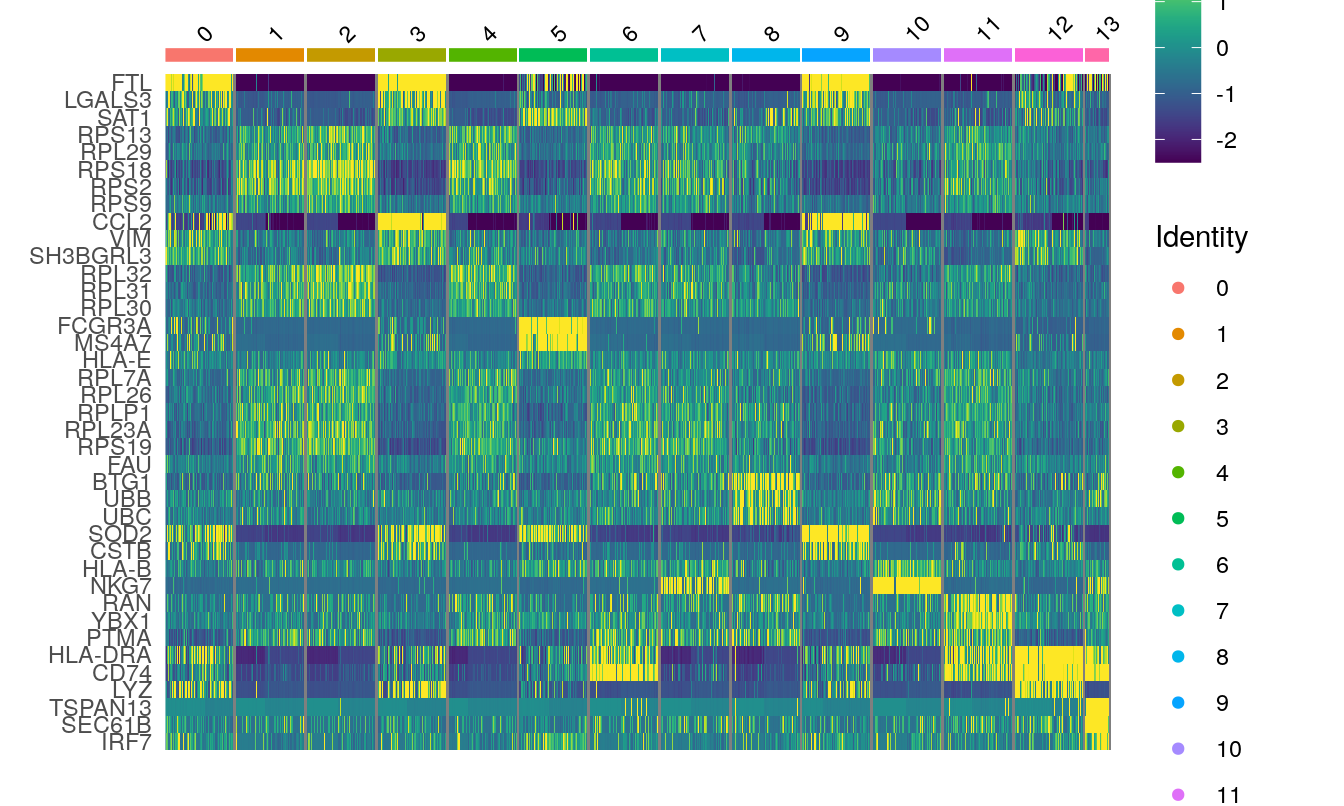 0 1 2 3 4 5 6 7 8 9 10 11 12 13
FTL
LGALS3
SAT1
RPS13
RPL29
RPS18
RPS2
RPS9
CCL2
VIM
SH3BGRL3
RPL32
RPL31
RPL30
FCGR3A
MS4A7
HLA-E
RPL7A
RPL26
RPLP1
RPL23A
RPS19
FAU
BTG1
UBB
UBC
SOD2
CSTB
HLA-B
NKG7
RAN
YBX1
PTMA
HLA-DRA
CD74
LYZ
TSPAN13
SEC61B
IRF7
1
0
-1
-2
Identity
0
1
2
3
4
5
6
7
8
9
10
11